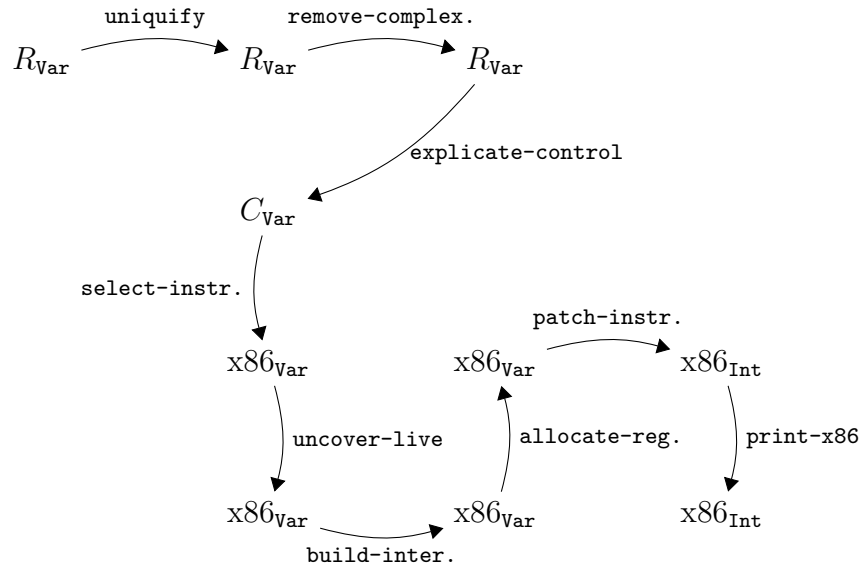 uniquify remove-complex.
R_Var R_Var R_Var
explicate-control
C_Var
select-instr.
patch-instr.
x86_Var x86_Var x86_Int
uncover-live allocate-reg. print-x86
x86_Var x86_Var x86_Int
build-inter.